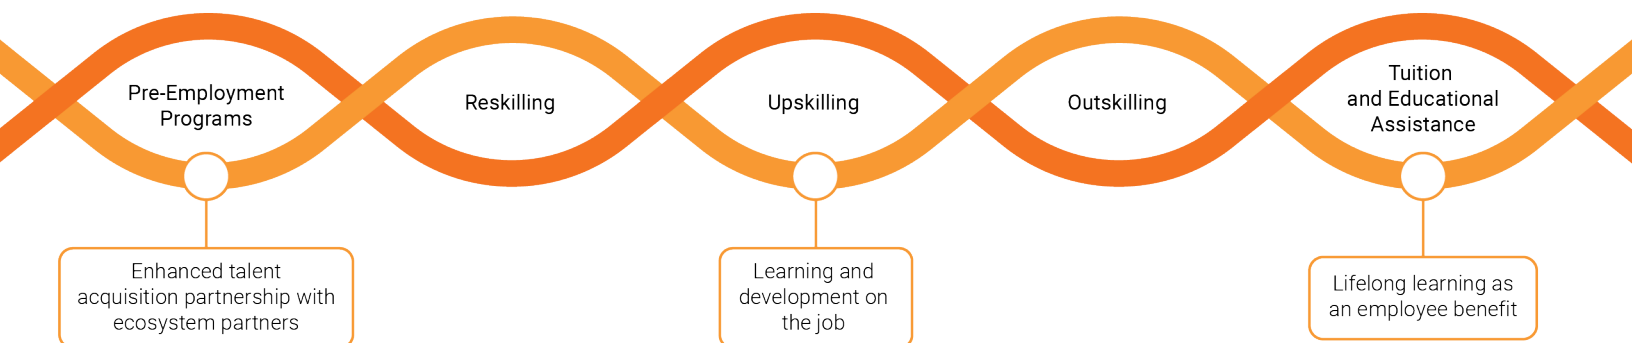 Pre-Employment
Programs
Reskilling
Upskilling
Outskilling
Tuition
and Educational
Assistance
Enhanced talent
acquisition partnership with
ecosystem partners
Learning and
development on
the job
Lifelong learning as
an employee benefit